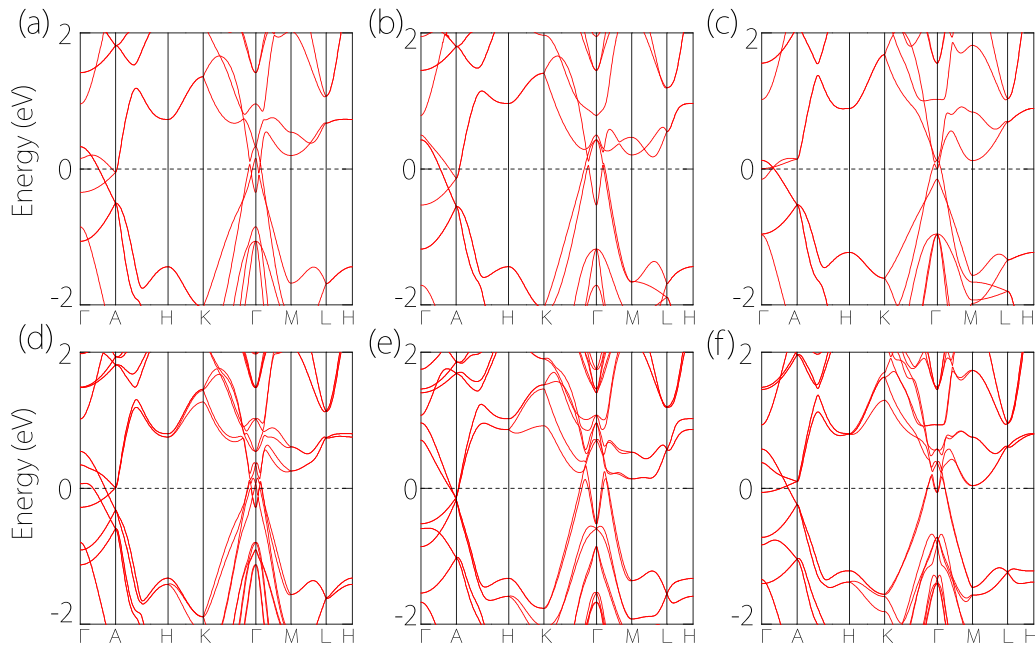 (a) (b) (c)
2 2 2
Energy (eV)
0 0 0
-2 -2 -2
Γ A H K Γ M L H Γ A H K Γ M L H Γ A H K Γ M L H
(d) (e) (f)
2 2 2
Energy (eV)
0 0 0
-2 -2 -2
Γ A H K Γ M L H Γ A H K Γ M L H Γ A H K Γ M L H